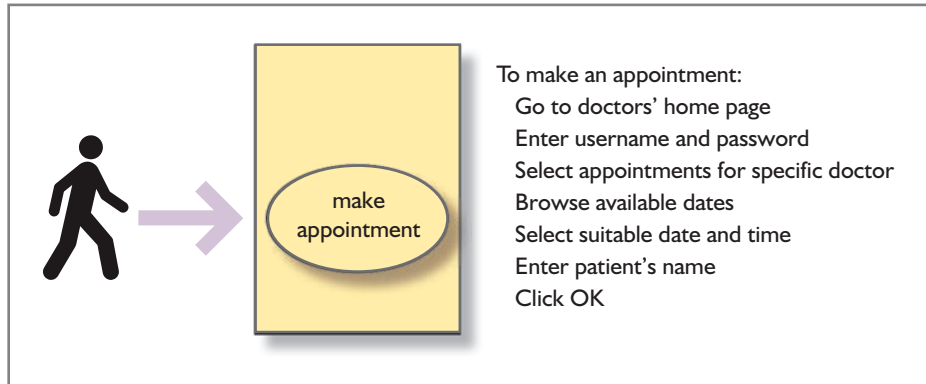 make
appointment
To make an appointment:
Go to doctors’ home page
Enter username and password
Select appointments for specific doctor
Browse available dates
Select suitable date and time
Enter patient’s name
Click OK